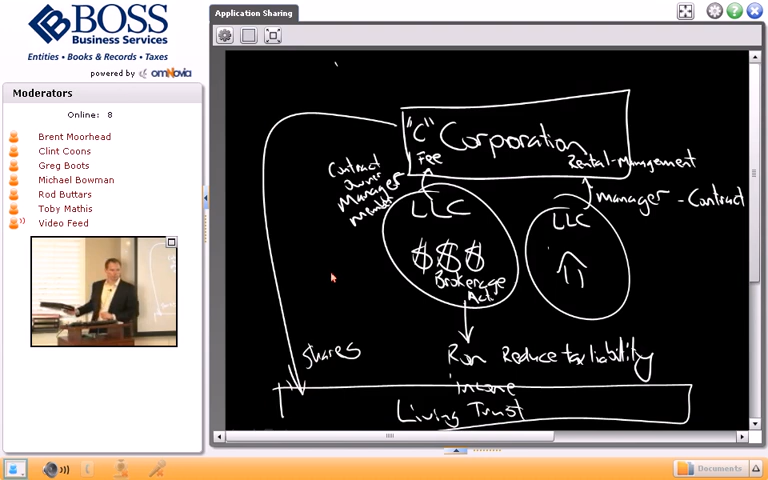 BOSS
Business Services
Entities • Books & Records • Taxes
powered by omNovia
Moderators
Online: 8
Brent Moorhead
Clint Coons
Greg Boots
Michael Bowman
Rod Buttars
Toby Mathis
Video Feed
Application Sharing
"C" Corporation
Fee
Rental-Management
Contract
owner
Manager
member
LLC
$$$
Brokerage
Act.
manager - Contract
LLC
shares
Reduce tax liability
income
Living Trust
Documents